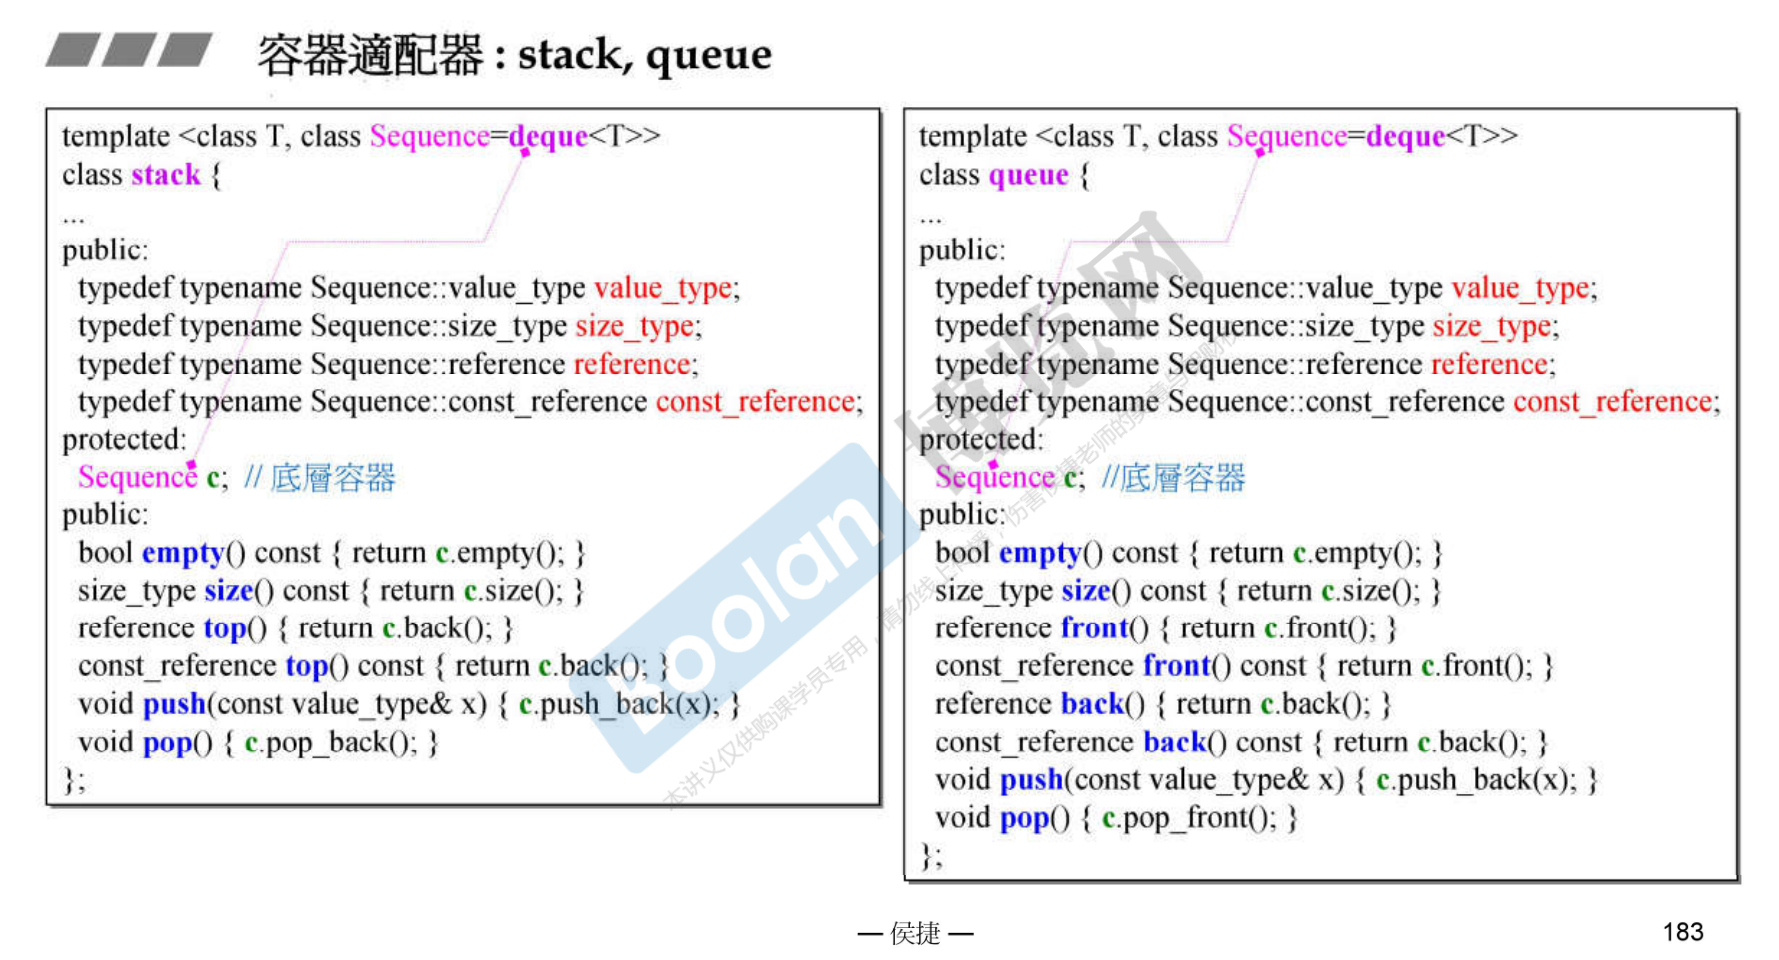 容器適配器 : stack, queue
template <class T, class Sequence=deque<T>>
class stack {
...
public:
typedef typename Sequence::value_type value_type;
typedef typename Sequence::size_type size_type;
typedef typename Sequence::reference reference;
typedef typename Sequence::const_reference const_reference;
protected:
Sequence c; // 底層容器
public:
bool empty() const { return c.empty(); }
size_type size() const { return c.size(); }
reference top() { return c.back(); }
const_reference top() const { return c.back(); }
void push(const value_type& x) { c.push_back(x); }
void pop() { c.pop_back(); }
};
template <class T, class Sequence=deque<T>>
class queue {
...
public:
typedef typename Sequence::value_type value_type;
typedef typename Sequence::size_type size_type;
typedef typename Sequence::reference reference;
typedef typename Sequence::const_reference const_reference;
protected:
Sequence c; //底層容器
public:
bool empty() const { return c.empty(); }
size_type size() const { return c.size(); }
reference front() { return c.front(); }
const_reference front() const { return c.front(); }
reference back() { return c.back(); }
const_reference back() const { return c.back(); }
void push(const value_type& x) { c.push_back(x); }
void pop() { c.pop_front(); }
};
Boolan
博览网
本讲义仅供购课学员专用，请勿线上
伤害侯捷老师的
— 侯捷 —
183